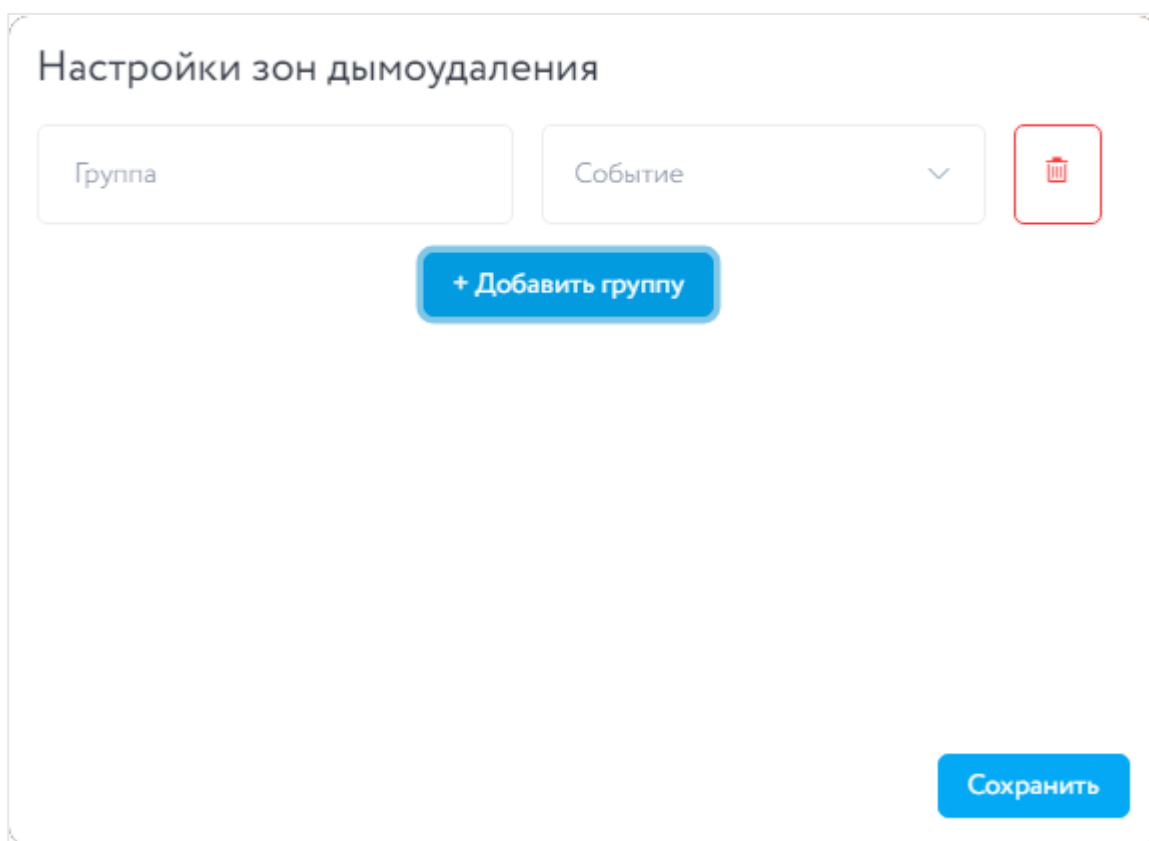 Настройки зон дымоудаления
Группа
Событие
+ Добавить группу
Сохранить